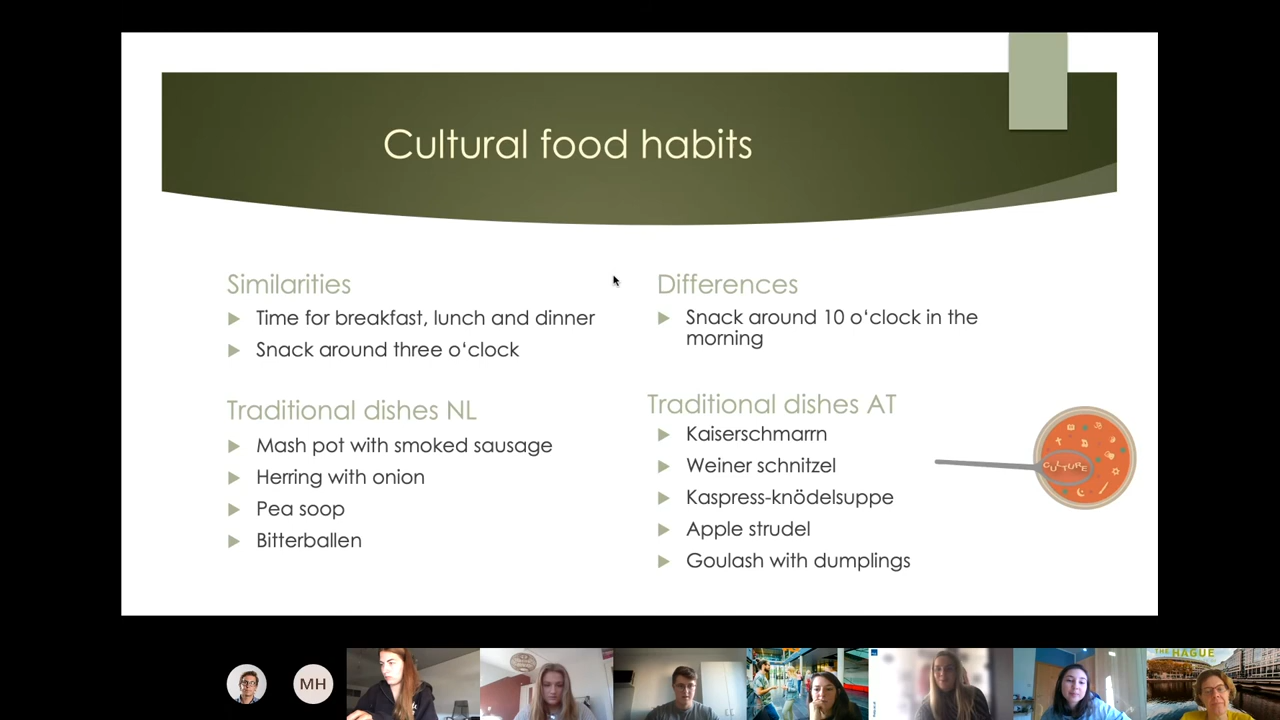 Cultural food habits
Similarities
Time for breakfast, lunch and dinner
Snack around three o‘clock
Differences
Snack around 10 o‘clock in the
morning
Traditional dishes NL
Mash pot with smoked sausage
Herring with onion
Pea soop
Bitterballen
Traditional dishes AT
Kaiserschmarrn
Weiner schnitzel
Kaspress-knödelsuppe
Apple strudel
Goulash with dumplings
CULTURE
MH
THE HAGUE